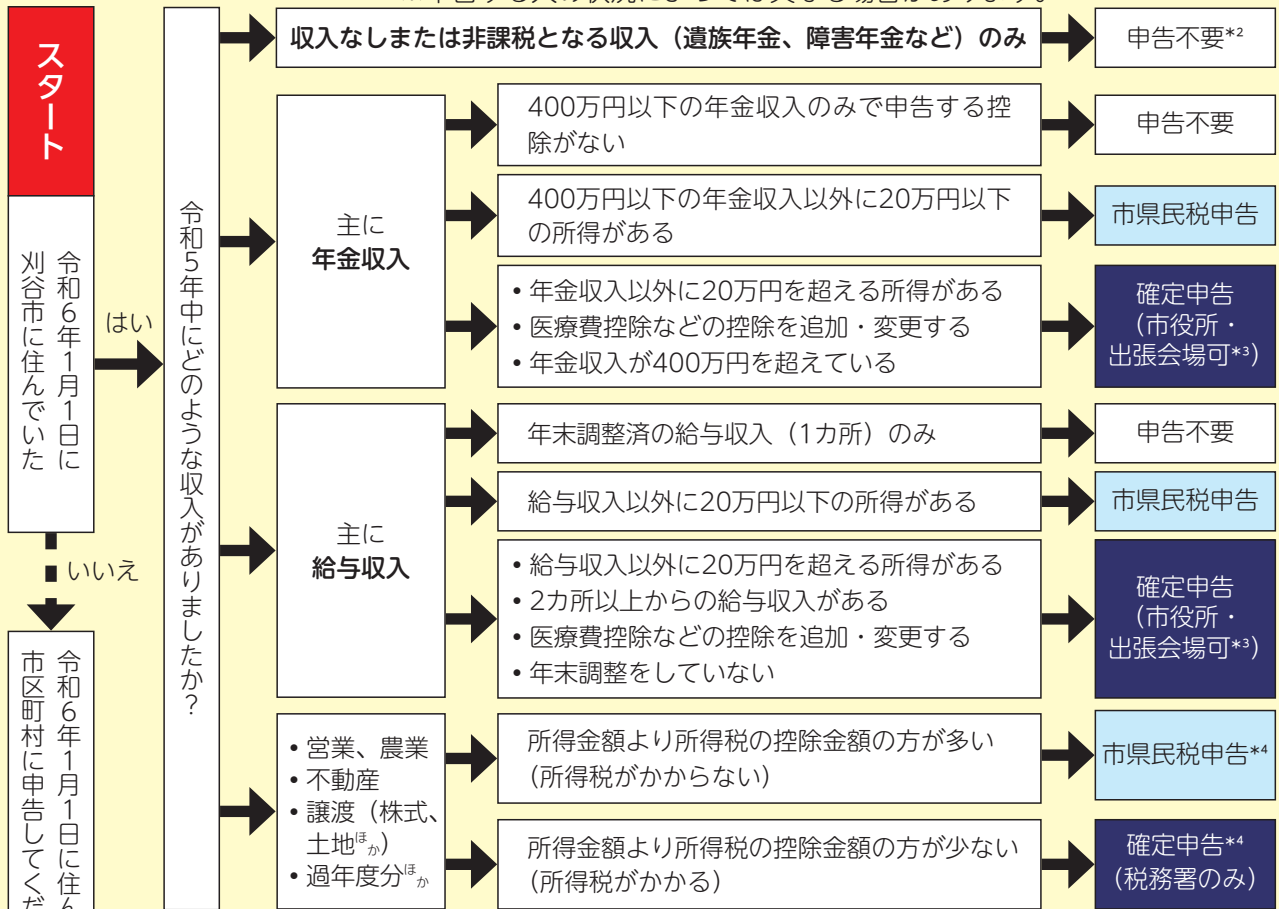 ※申告する人の状況によっては異なる場合があります。
スタート
令和6年1月1日に
刈谷市に住んでいた
はい
いいえ
令和6年1月1日に住ん
市区町村に申告してくだ
令和5年中にどのような収入がありましたか？
収入なしまたは非課税となる収入（遺族年金、障害年金など）のみ
申告不要*2
主に
年金収入
400万円以下の年金収入のみで申告する控
除がない
申告不要
400万円以下の年金収入以外に20万円以下
の所得がある
市県民税申告
• 年金収入以外に20万円を超える所得がある
• 医療費控除などの控除を追加・変更する
• 年金収入が400万円を超えている
確定申告
（市役所・
出張会場可*3）
主に
給与収入
年末調整済の給与収入（1カ所）のみ
申告不要
給与収入以外に20万円以下の所得がある
市県民税申告
• 給与収入以外に20万円を超える所得がある
• 2カ所以上からの給与収入がある
• 医療費控除などの控除を追加・変更する
• 年末調整をしていない
確定申告
（市役所・
出張会場可*3）
• 営業、農業
• 不動産
• 譲渡（株式、
土地ほか）
• 過年度分ほか
所得金額より所得税の控除金額の方が多い
（所得税がかからない）
市県民税申告*4
所得金額より所得税の控除金額の方が少ない
（所得税がかかる）
確定申告*4
（税務署のみ）